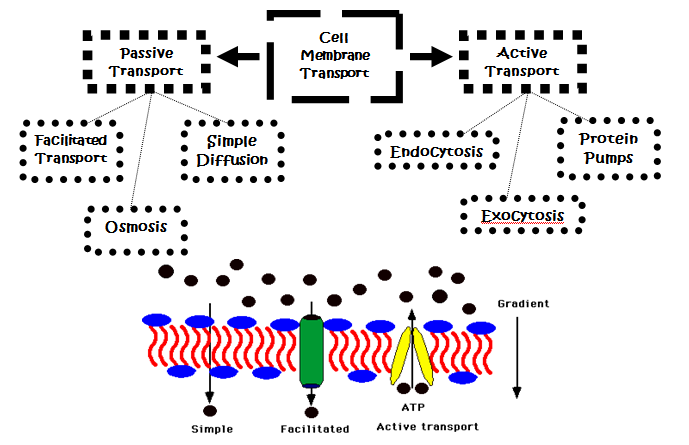 Cell
Membrane
Transport
Passive
Transport
Active
Transport
Facilitated
Transport
Simple
Diffusion
Osmosis
Endocytosis
Protein
Pumps
Exocytosis
Gradient
Simple
Facilitated
ATP
Active transport